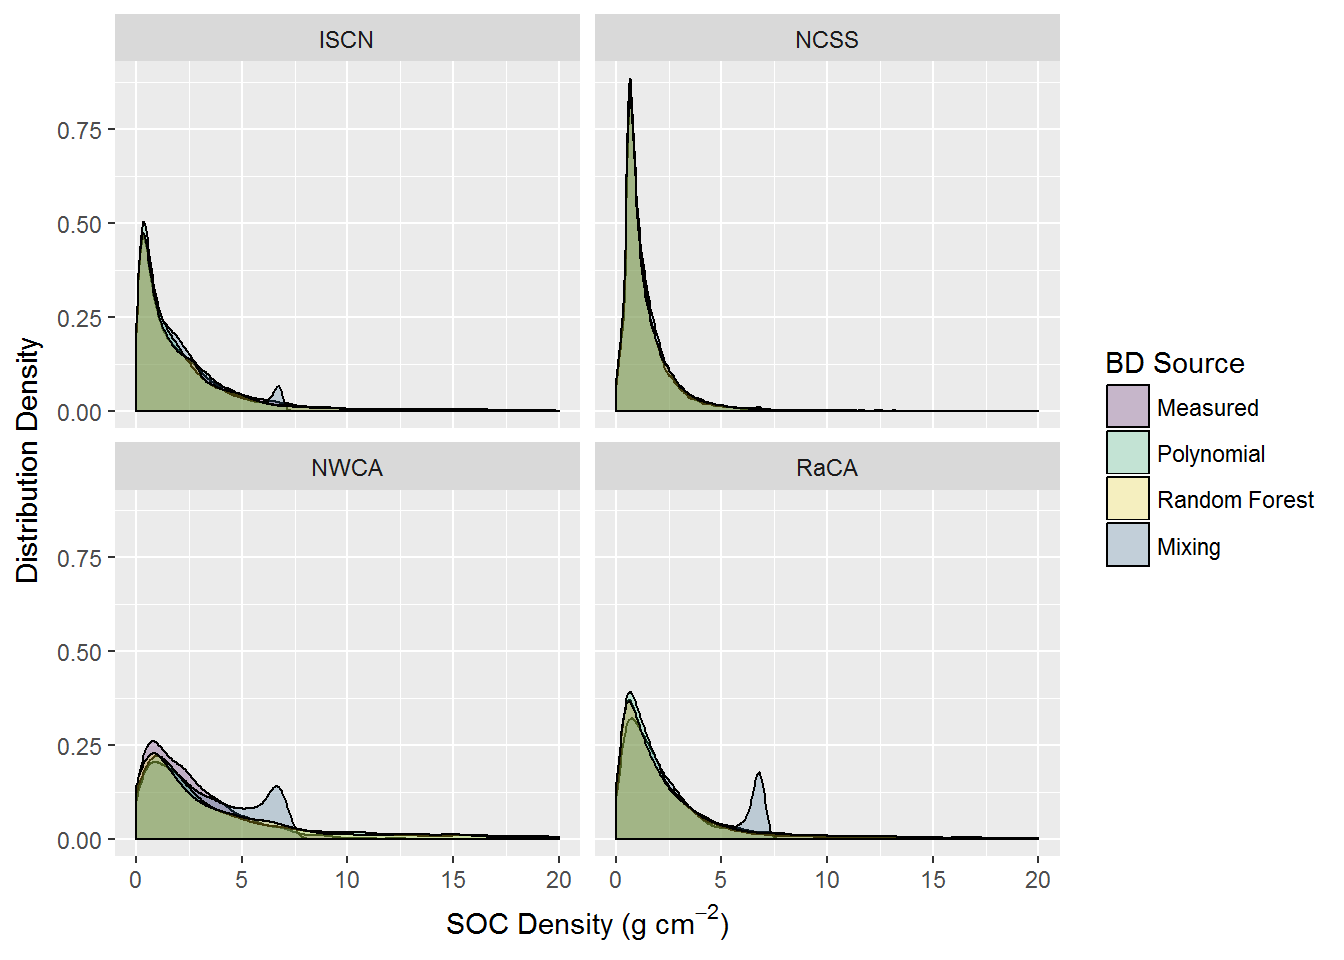 ISCN
NCSS
0.75
0.50
0.25
0.00
NWCA
RaCA
0.75
0.50
0.25
0.00
0 5 10 15 20
0 5 10 15 20
SOC Density (g cm⁻²)
Distribution Density
BD Source
Measured
Polynomial
Random Forest
Mixing